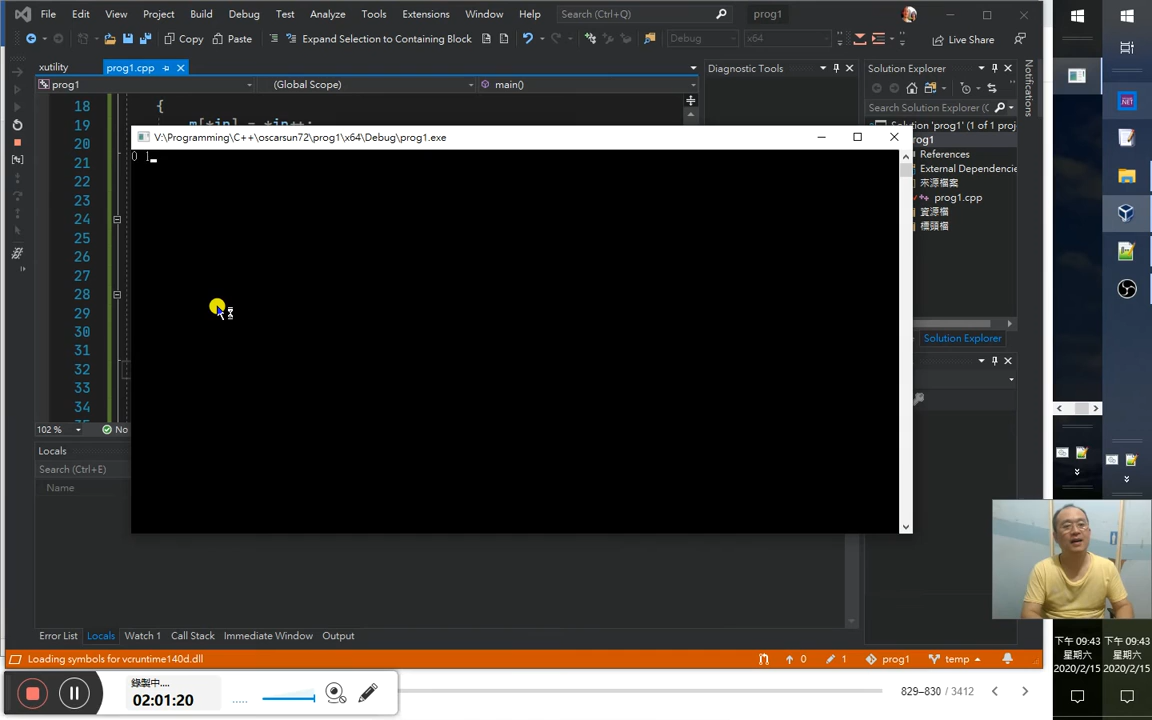 File Edit View Project Build Debug Test Analyze Tools Extensions Window Help Search (Ctrl+Q) prog1
Copy Paste Expand Selection to Containing Block Debug x64 Live Share
xutility prog1.cpp Diagnostic Tools Solution Explorer
prog1 (Global Scope) main()
Search Solution Explorer (
Notifications
Solution 'prog1' (1 of 1 proj
rog1
References
External Dependencie
來源檔案
prog1.cpp
資源檔
標頭檔
Solution Explorer
18 {
19 m[*in] = *in++;
20
21
22
23
24
25
26
27
28
29
30
31
32
33
34
V:\Programming\C++\oscarsun72\prog1\x64\Debug\prog1.exe
0 1
102 % No
Locals
Search (Ctrl+E)
Name
Error List Locals Watch 1 Call Stack Immediate Window Output
Loading symbols for vcruntime140d.dll 0 1 prog1 temp
錄製中....
02:01:20
829–830 / 3412
下午 09:43 下午 09:43
星期六 星期六
2020/2/15 2020/2/15
.NET